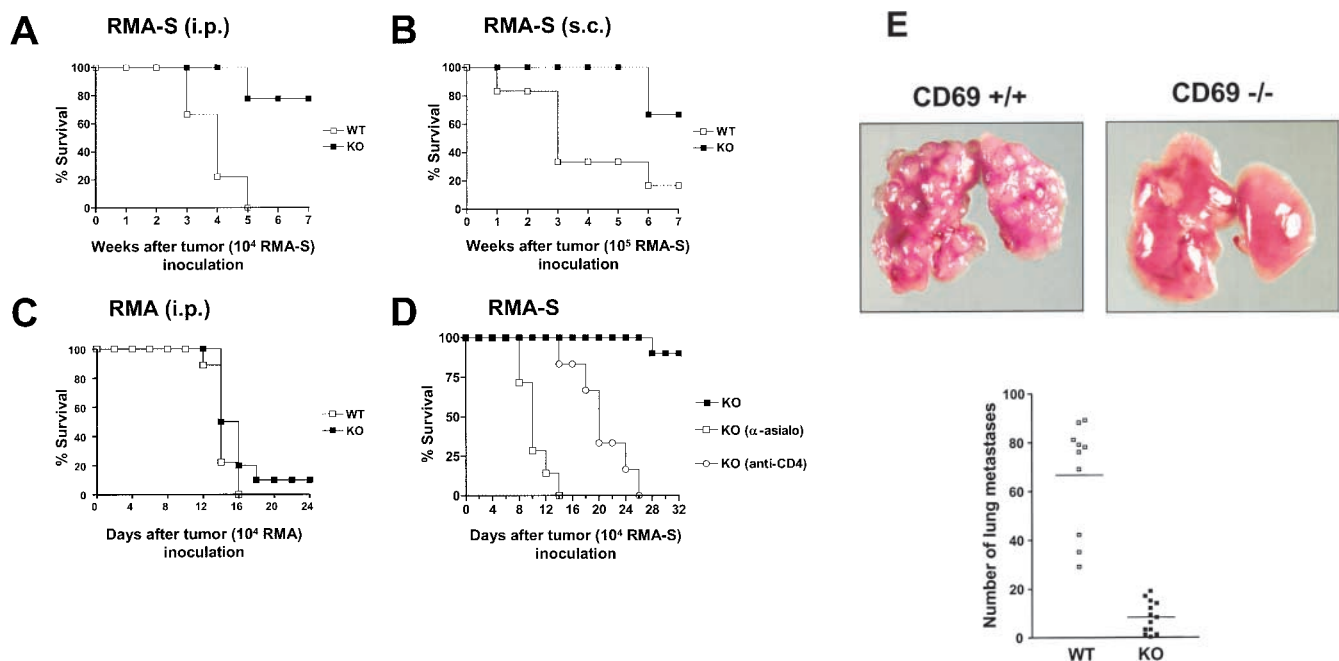 A
RMA-S (i.p.)
% Survival
100
80
60
40
20
0
0 1 2 3 4 5 6 7
WT
KO
Weeks after tumor (10⁴ RMA-S)
inoculation
B
RMA-S (s.c.)
% Survival
100
80
60
40
20
0
0 1 2 3 4 5 6 7
WT
KO
Weeks after tumor (10⁵ RMA-S)
inoculation
C
RMA (i.p.)
% Survival
100
80
60
40
20
0
0 4 8 12 16 20 24
WT
KO
Days after tumor (10⁴ RMA)
inoculation
D
RMA-S
% Survival
100
75
50
25
0
0 4 8 12 16 20 24 28 32
KO
KO (α-asialo)
KO (anti-CD4)
Days after tumor (10⁴ RMA-S)
inoculation
E
CD69 +/+
CD69 -/-
Number of lung metastases
100
80
60
40
20
0
WT KO